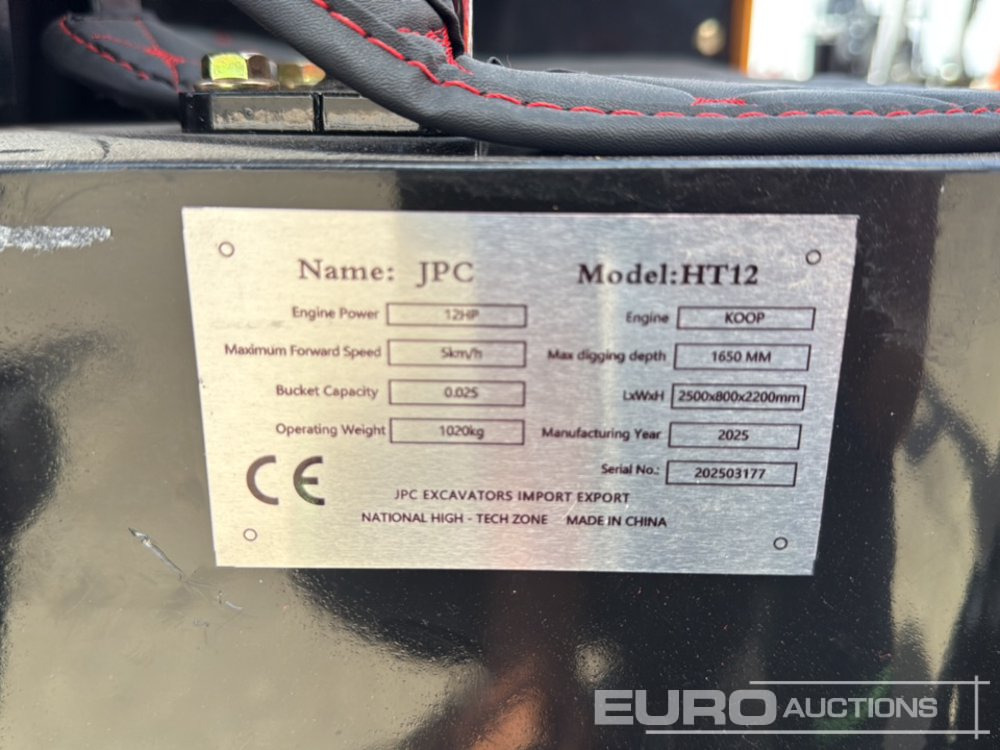 Name: JPC Model:HT12
Engine Power 12HP Engine KOOP
Maximum Forward Speed 5km/h Max digging depth 1650 MM
Bucket Capacity 0.025 LxWxH 2500x800x2200mm
Operating Weight 1020kg Manufacturing Year 2025
Serial No.: 202503177
CE
JPC EXCAVATORS IMPORT EXPORT
NATIONAL HIGH - TECH ZONE MADE IN CHINA
EURO AUCTIONS